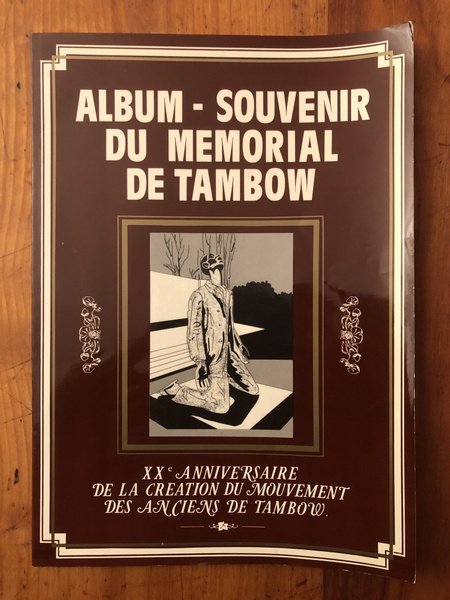 ALBUM - SOUVENIR
DU MEMORIAL
DE TAMBOW
XXe ANNIVERSAIRE
DE LA CREATION DU MOUVEMENT
DES ANCIENS DE TAMBOW.